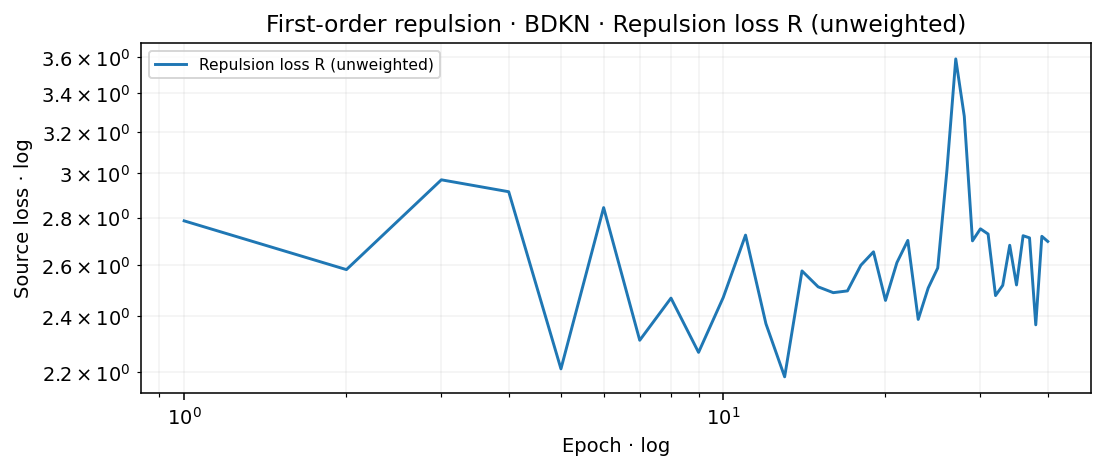 First-order repulsion · BDKN · Repulsion loss R (unweighted)
Repulsion loss R (unweighted)
Source loss · log
3.6 × 10⁰
3.4 × 10⁰
3.2 × 10⁰
3 × 10⁰
2.8 × 10⁰
2.6 × 10⁰
2.4 × 10⁰
2.2 × 10⁰
10⁰ 10¹
Epoch · log